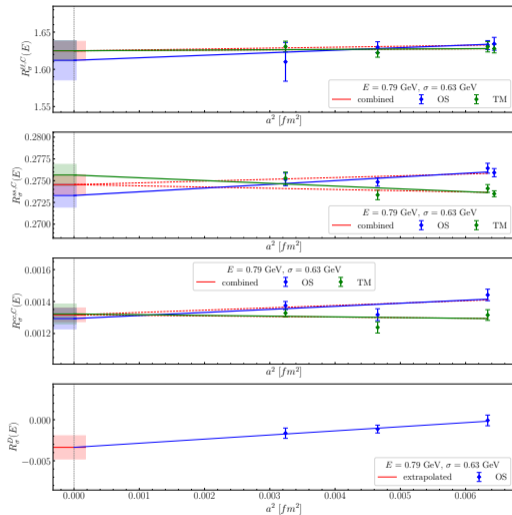 1.65
1.60
1.55
R_σ^{ℓℓ,C}(E)
E = 0.79 GeV, σ = 0.63 GeV
combined OS TM
a² [fm²]
0.2800
0.2775
0.2750
0.2725
0.2700
R_σ^{ss,C}(E)
E = 0.79 GeV, σ = 0.63 GeV
combined OS TM
a² [fm²]
0.0016
0.0014
0.0012
R_σ^{cc,C}(E)
E = 0.79 GeV, σ = 0.63 GeV
combined OS TM
a² [fm²]
0.000
−0.005
R_σ^D(E)
E = 0.79 GeV, σ = 0.63 GeV
extrapolated OS
0.000 0.001 0.002 0.003 0.004 0.005 0.006
a² [fm²]